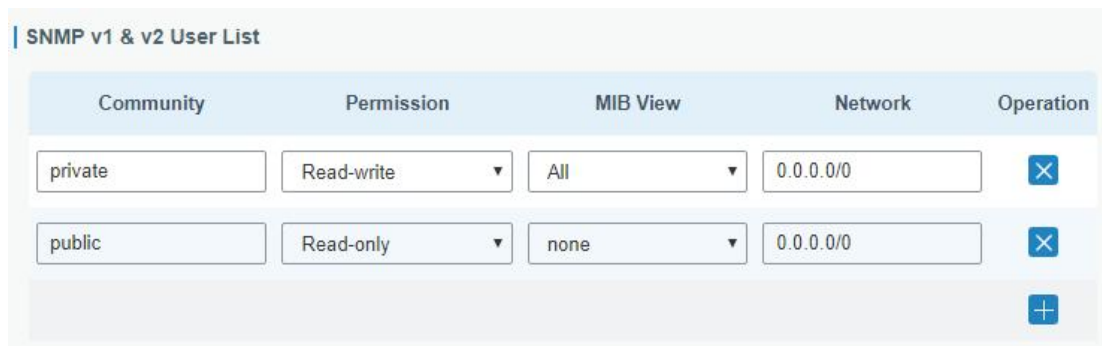 SNMP v1 & v2 User List
Community Permission MIB View Network Operation
private Read-write All 0.0.0.0/0
public Read-only none 0.0.0.0/0